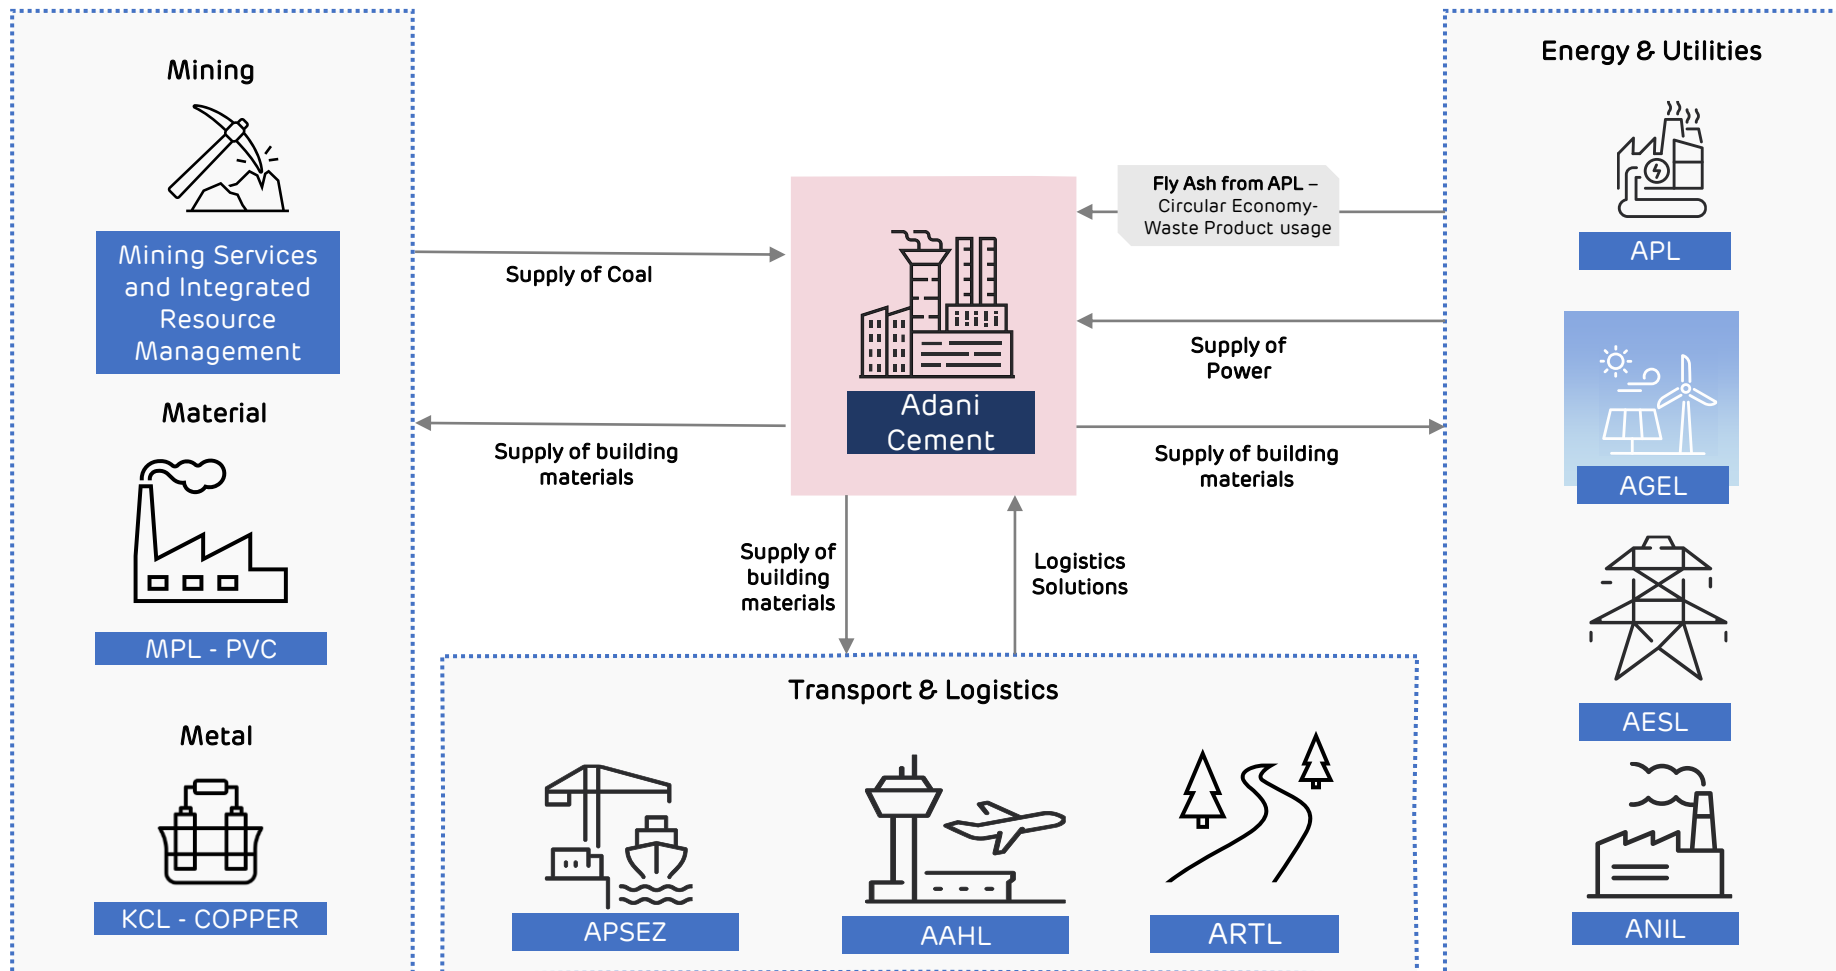 Mining
Mining Services
and Integrated
Resource
Management
Material
MPL - PVC
Metal
KCL - COPPER
Supply of Coal
Supply of building
materials
Adani
Cement
Fly Ash from APL –
Circular Economy-
Waste Product usage
Supply of
Power
Supply of building
materials
Supply of
building
materials
Logistics
Solutions
Transport & Logistics
APSEZ
AAHL
ARTL
Energy & Utilities
APL
AGEL
AESL
ANIL